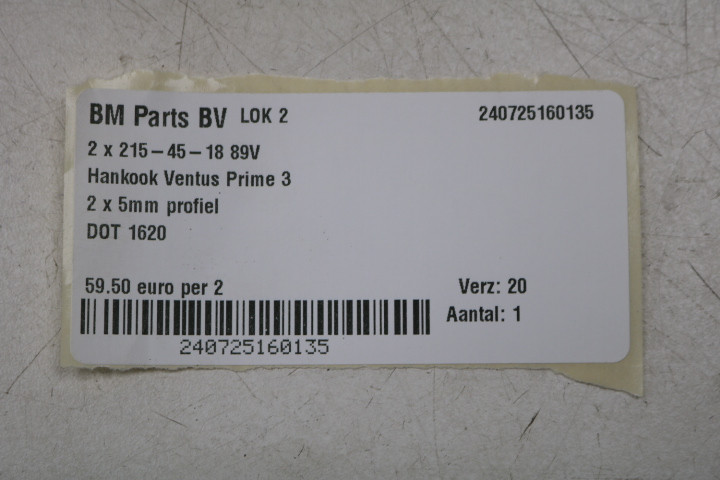 BM Parts BV LOK 2 240725160135
2 x 215-45-18 89V
Hankook Ventus Prime 3
2 x 5mm profiel
DOT 1620
59.50 euro per 2 Verz: 20
Aantal: 1
240725160135